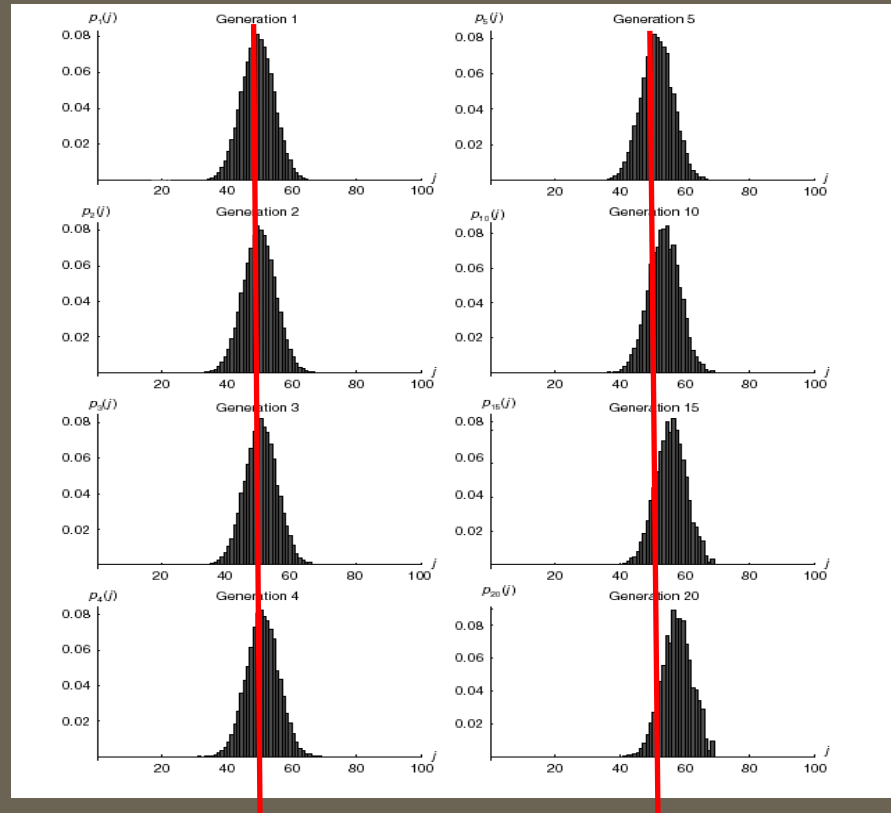 p₁(j) Generation 1
0.08
0.06
0.04
0.02
20 40 60 100 j
p₂(j) Generation 2
0.08
0.06
0.04
0.02
20 40 60 100 j
p₃(j) Generation 3
0.08
0.06
0.04
0.02
20 40 60 80 100 j
p₄(j) Generation 4
0.08
0.06
0.04
0.02
20 40 60 80 100 j
p₅(j) Generation 5
0.08
0.06
0.04
0.02
20 40 60 80 100 j
p₁₀(j) Generation 10
0.08
0.06
0.04
0.02
20 40 60 80 100 j
p₁₅(j) Generation 15
0.08
0.06
0.04
0.02
20 40 60 80 100 j
p₂₀(j) Generation 20
0.08
0.06
0.04
0.02
20 40 60 80 100 j